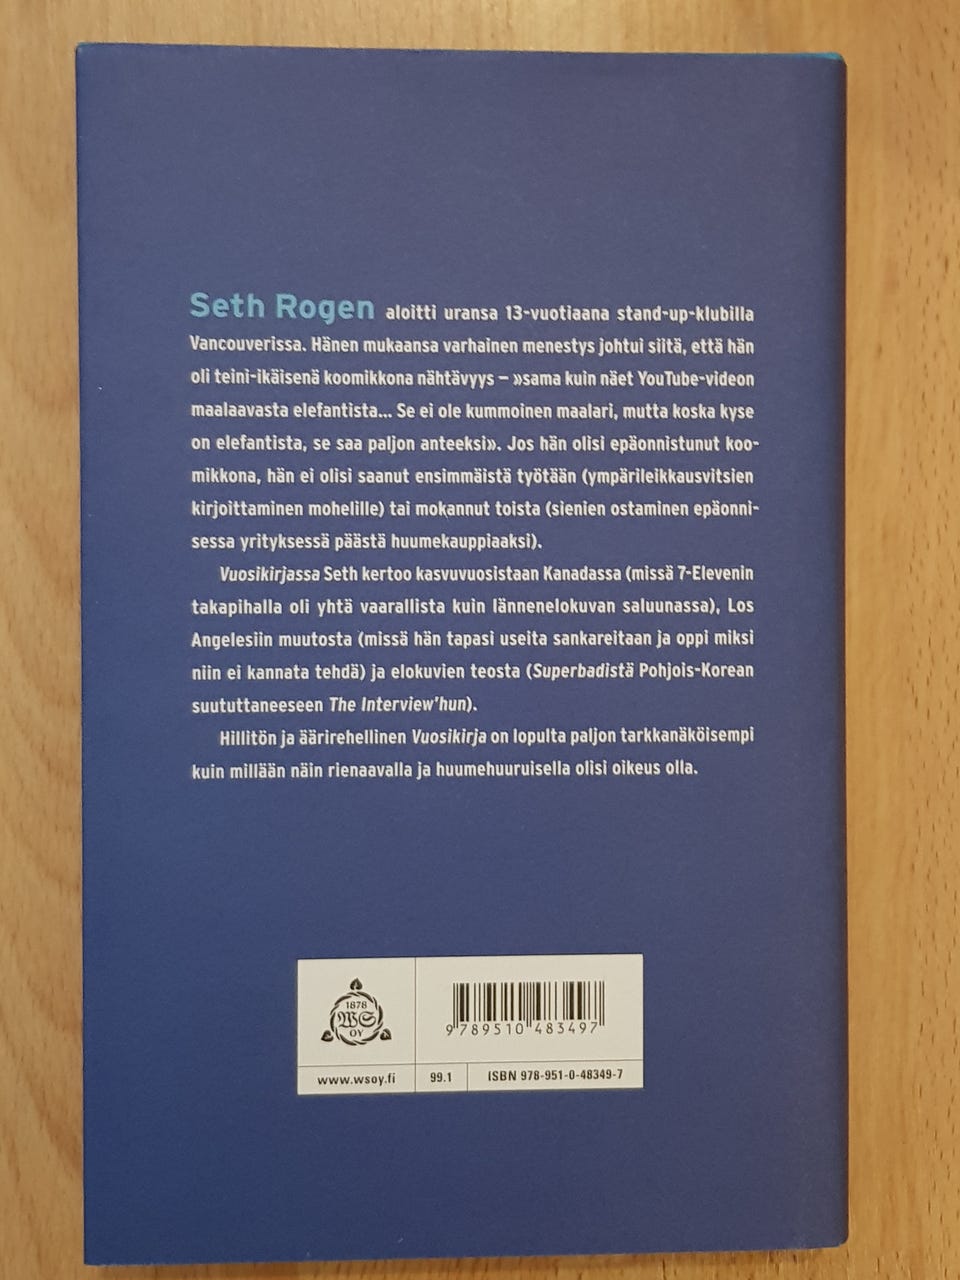 Seth Rogen aloitti uransa 13-vuotiaana stand-up-klubilla
Vancouverissa. Hänen mukaansa varhainen menestys johtui siitä, että hän
oli teini-ikäisenä koomikkona nähtävyys – »sama kuin näet YouTube-videon
maalaavasta elefantista... Se ei ole kummoinen maalari, mutta koska kyse
on elefantista, se saa paljon anteeksi». Jos hän olisi epäonnistunut koo-
mikkona, hän ei olisi saanut ensimmäistä työtään (ympärileikkausvitsien
kirjoittaminen mohelille) tai mokannut toista (sienien ostaminen epäonni-
sessa yrityksessä päästä huumekauppiaaksi).
Vuosikirjassa Seth kertoo kasvuvuosistaan Kanadassa (missä 7-Elevenin
takapihalla oli yhtä vaarallista kuin lännenelokuvan saluunassa), Los
Angelesiin muutosta (missä hän tapasi useita sankareitaan ja oppi miksi
niin ei kannata tehdä) ja elokuvien teosta (Superbadistä Pohjois-Korean
suututtaneeseen The Interview'hun).
Hillitön ja äärirehellinen Vuosikirja on lopulta paljon tarkkanäköisempi
kuin millään näin rienaavalla ja huumehuuruisella olisi oikeus olla.
1878
WS
OY
9 789510 483497
www.wsoy.fi
99.1
ISBN 978-951-0-48349-7